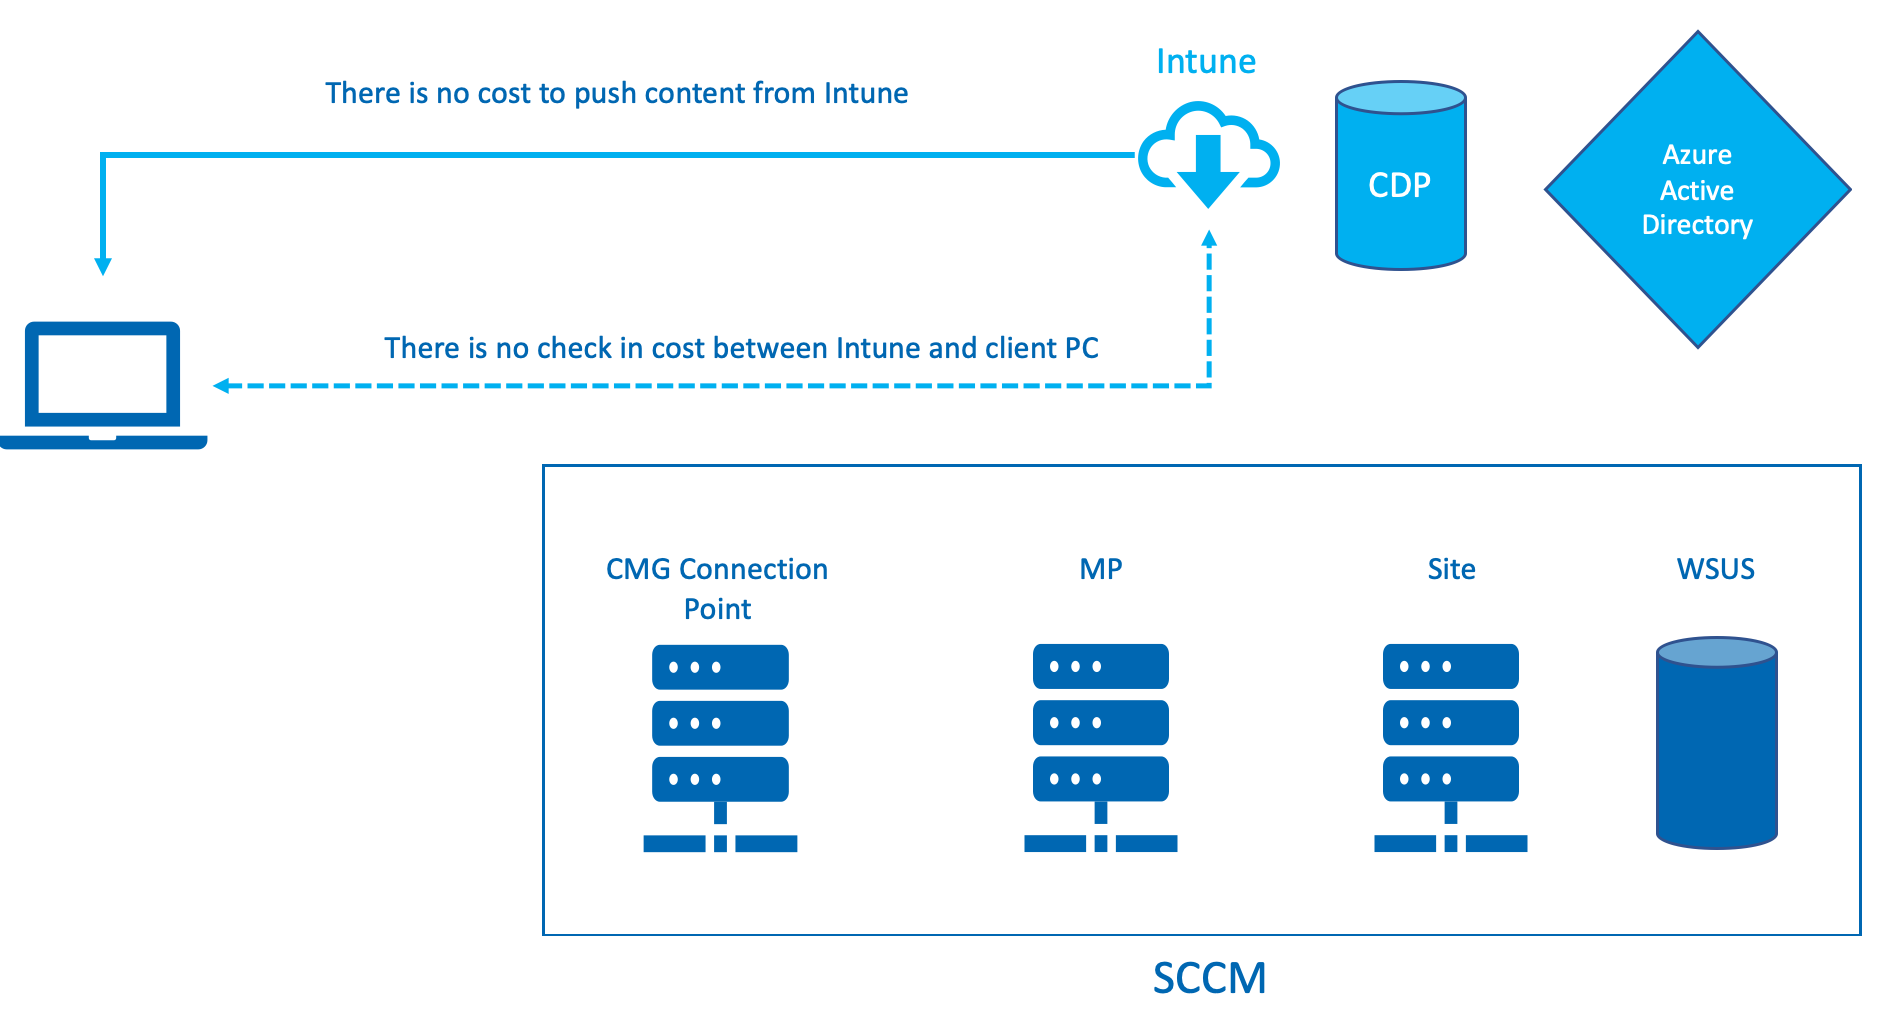 Intune
There is no cost to push content from Intune
CDP
Azure
Active
Directory
There is no check in cost between Intune and client PC
CMG Connection
Point
MP
Site
WSUS
SCCM